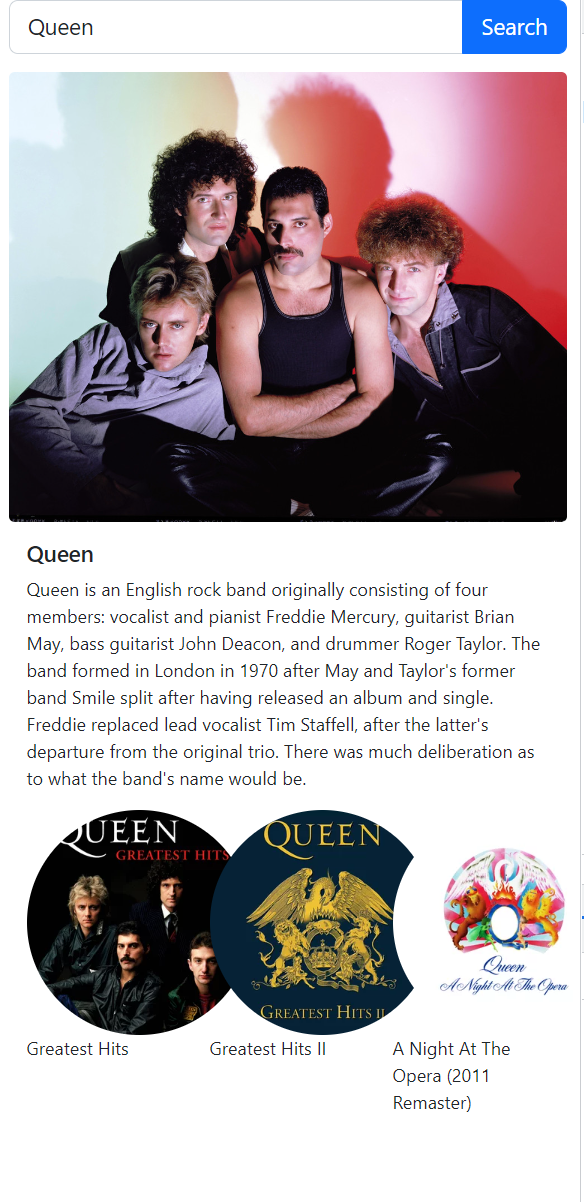 Queen
Search
Queen
Queen is an English rock band originally consisting of four
members: vocalist and pianist Freddie Mercury, guitarist Brian
May, bass guitarist John Deacon, and drummer Roger Taylor. The
band formed in London in 1970 after May and Taylor's former
band Smile split after having released an album and single.
Freddie replaced lead vocalist Tim Staffell, after the latter's
departure from the original trio. There was much deliberation as
to what the band's name would be.
QUEEN
GREATEST HITS
QUEEN
GREATEST HITS II
Queen
A Night At The Opera
Greatest Hits
Greatest Hits II
A Night At The
Opera (2011
Remaster)